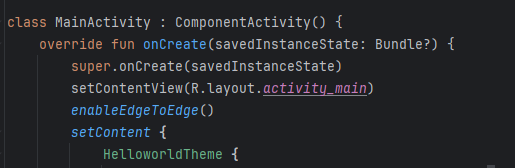 class MainActivity : ComponentActivity() {
override fun onCreate(savedInstanceState: Bundle?) {
super.onCreate(savedInstanceState)
setContentView(R.layout.activity_main)
enableEdgeToEdge()
setContent {
HelloworldTheme {